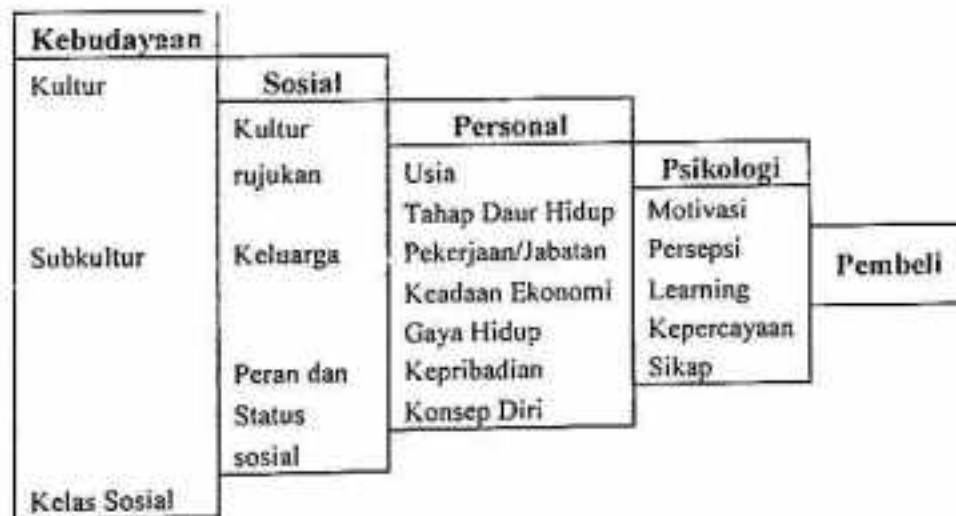 Kebudayaan
Kultur
Subkultur
Kelas Sosial
Sosial
Kultur
rujukan
Keluarga
Peran dan
Status
sosial
Personal
Usia
Tahap Daur Hidup
Pekerjaan/Jabatan
Keadaan Ekonomi
Gaya Hidup
Kepribadian
Konsep Diri
Psikologi
Motivasi
Persepsi
Learning
Kepercayaan
Sikap
Pembeli